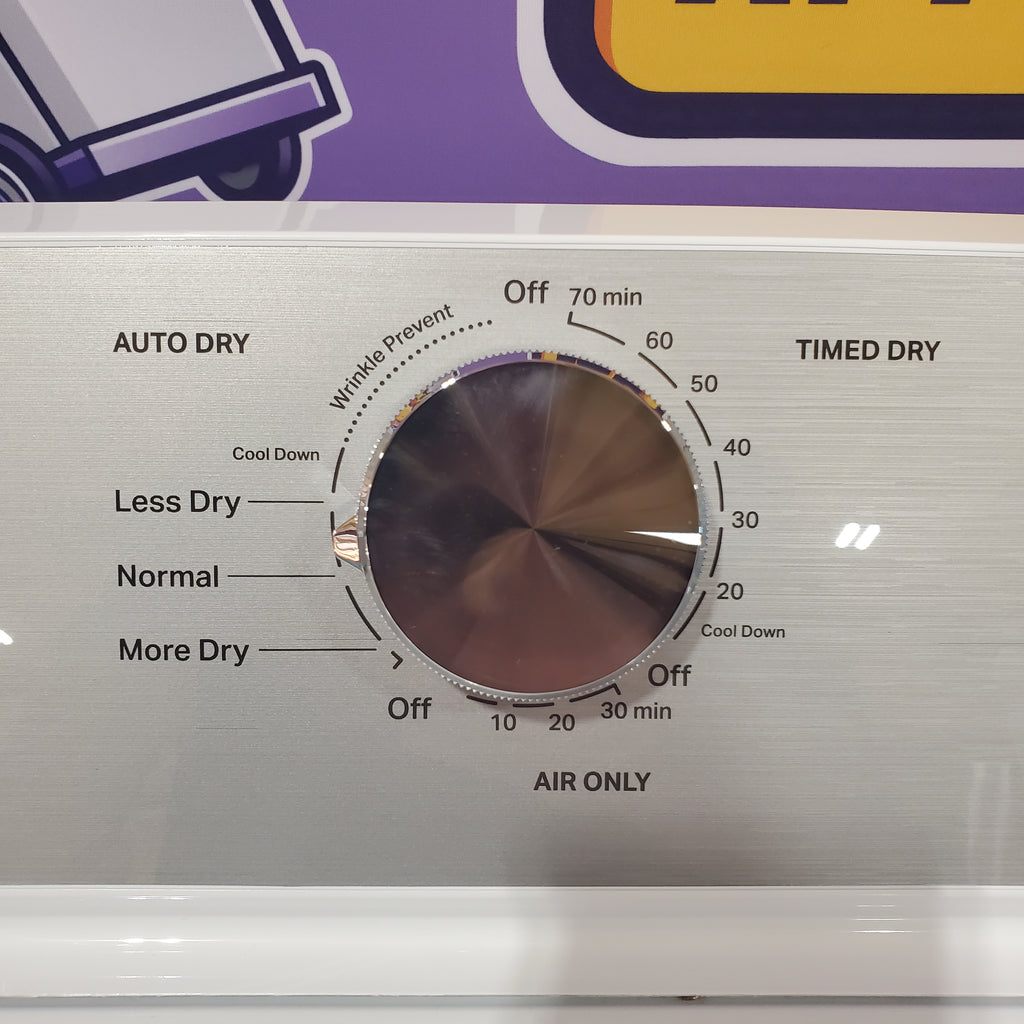 Off 70 min
60
50
40
30
20
Cool Down
Off
30 min
20
10
AIR ONLY
TIMED DRY
AUTO DRY
Wrinkle Prevent
Cool Down
Less Dry
Normal
More Dry
Off